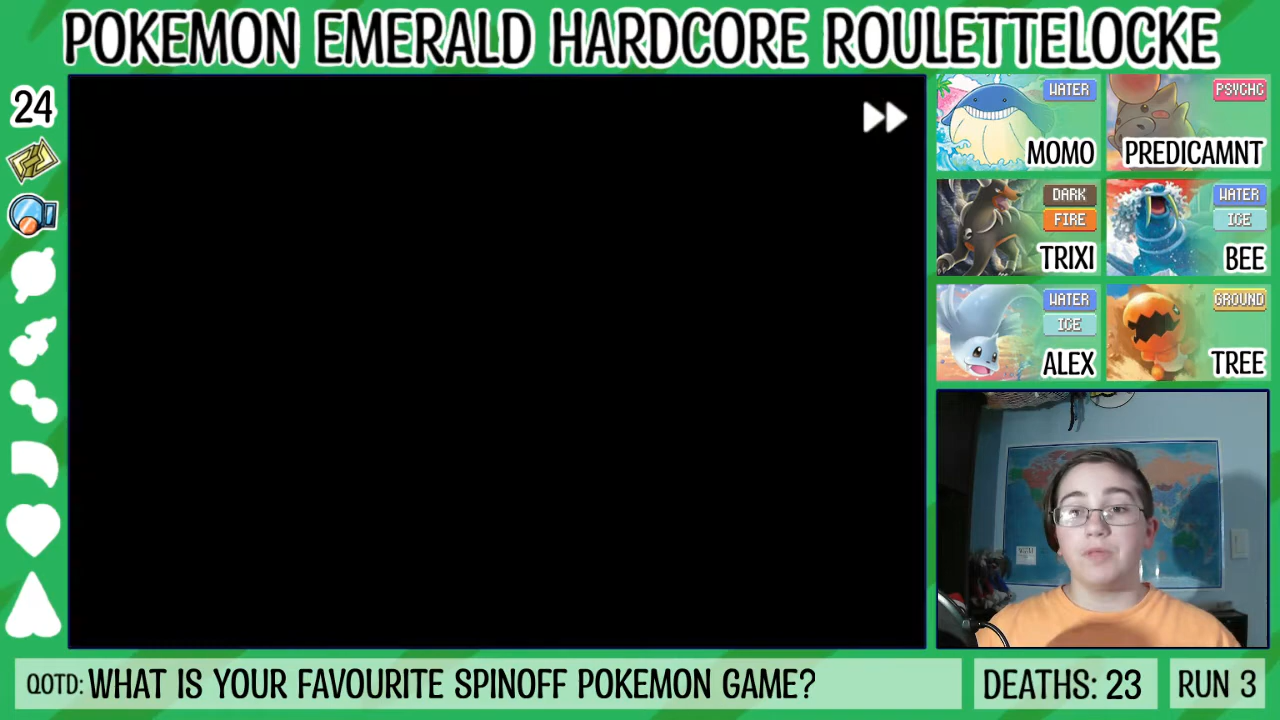 POKEMON EMERALD HARDCORE ROULETTELOCKE
24
WATER
MOMO
PSYCHC
PREDICAMNT
DARK
FIRE
TRIXI
WATER
ICE
BEE
WATER
ICE
ALEX
GROUND
TREE
QOTD: WHAT IS YOUR FAVOURITE SPINOFF POKEMON GAME?
DEATHS: 23
RUN 3